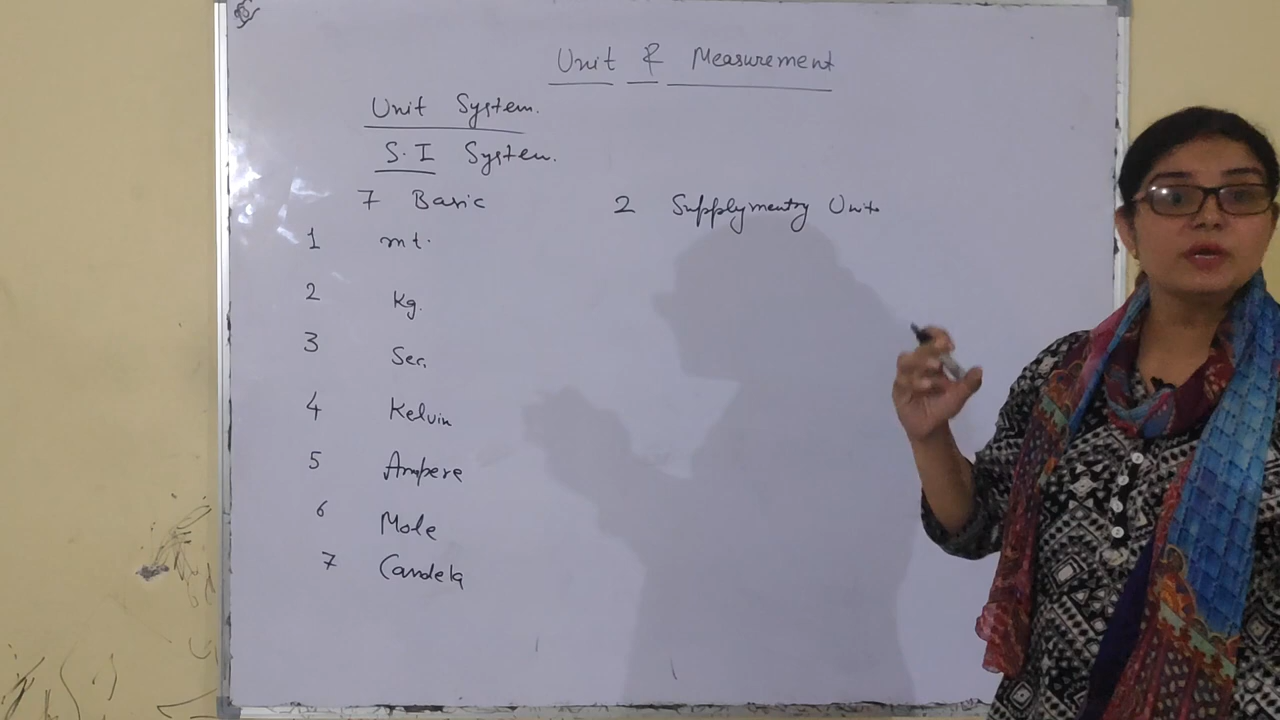 Unit & Measurement
Unit System.
S.I System.
7 Basic
2 Supplymentry Units
1 mt.
2 Kg.
3 Sec.
4 Kelvin
5 Ampere
6 Mole
7 Candela